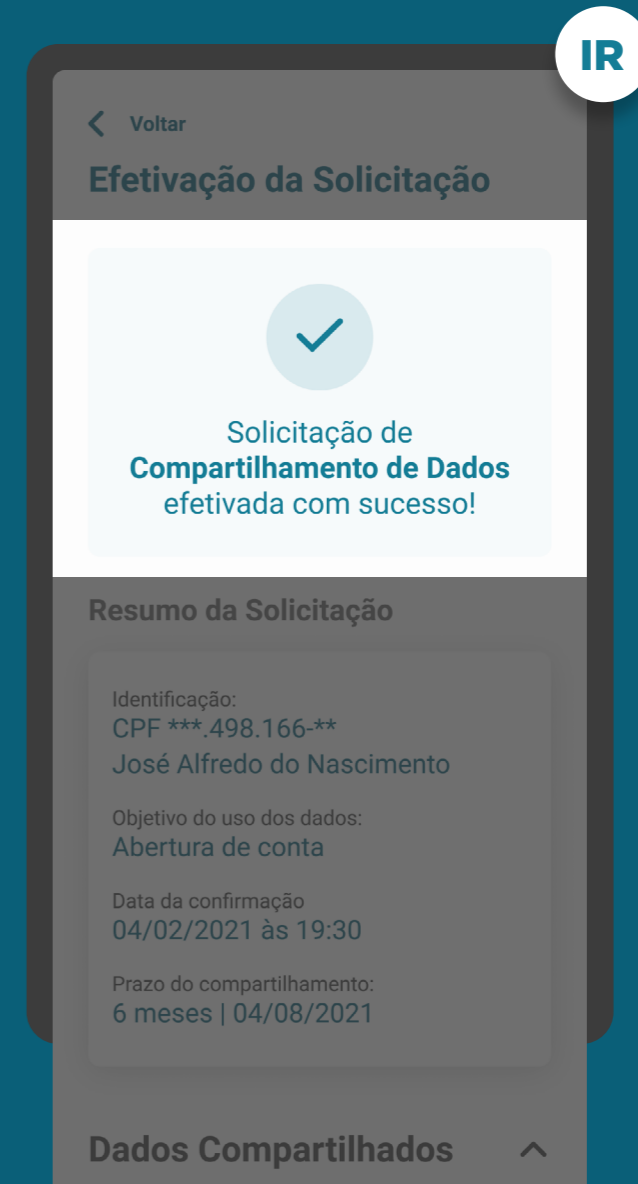 IR
Voltar
Efetivação da Solicitação
Solicitação de
Compartilhamento de Dados
efetivada com sucesso!
Resumo da Solicitação
Identificação:
CPF ***.498.166-**
José Alfredo do Nascimento
Objetivo do uso dos dados:
Abertura de conta
Data da confirmação
04/02/2021 às 19:30
Prazo do compartilhamento:
6 meses | 04/08/2021
Dados Compartilhados